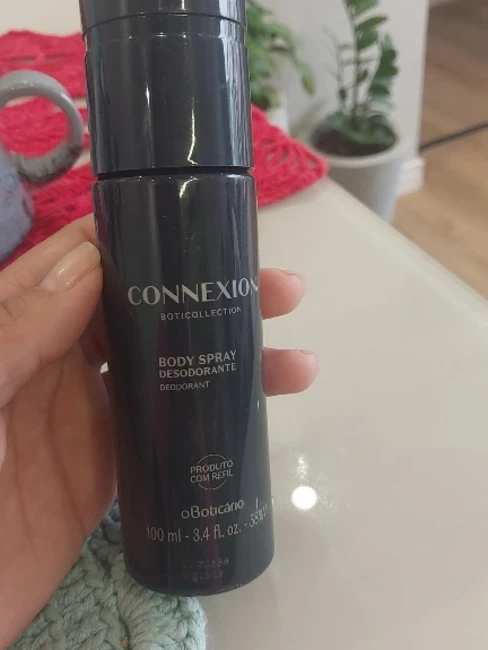 CONNEXION
BOTICOLLECTION
BODY SPRAY
DESODORANTE
DEODORANT
PRODUTO
COM REFIL
oBoticário
100 ml - 3.4 fl. oz. -